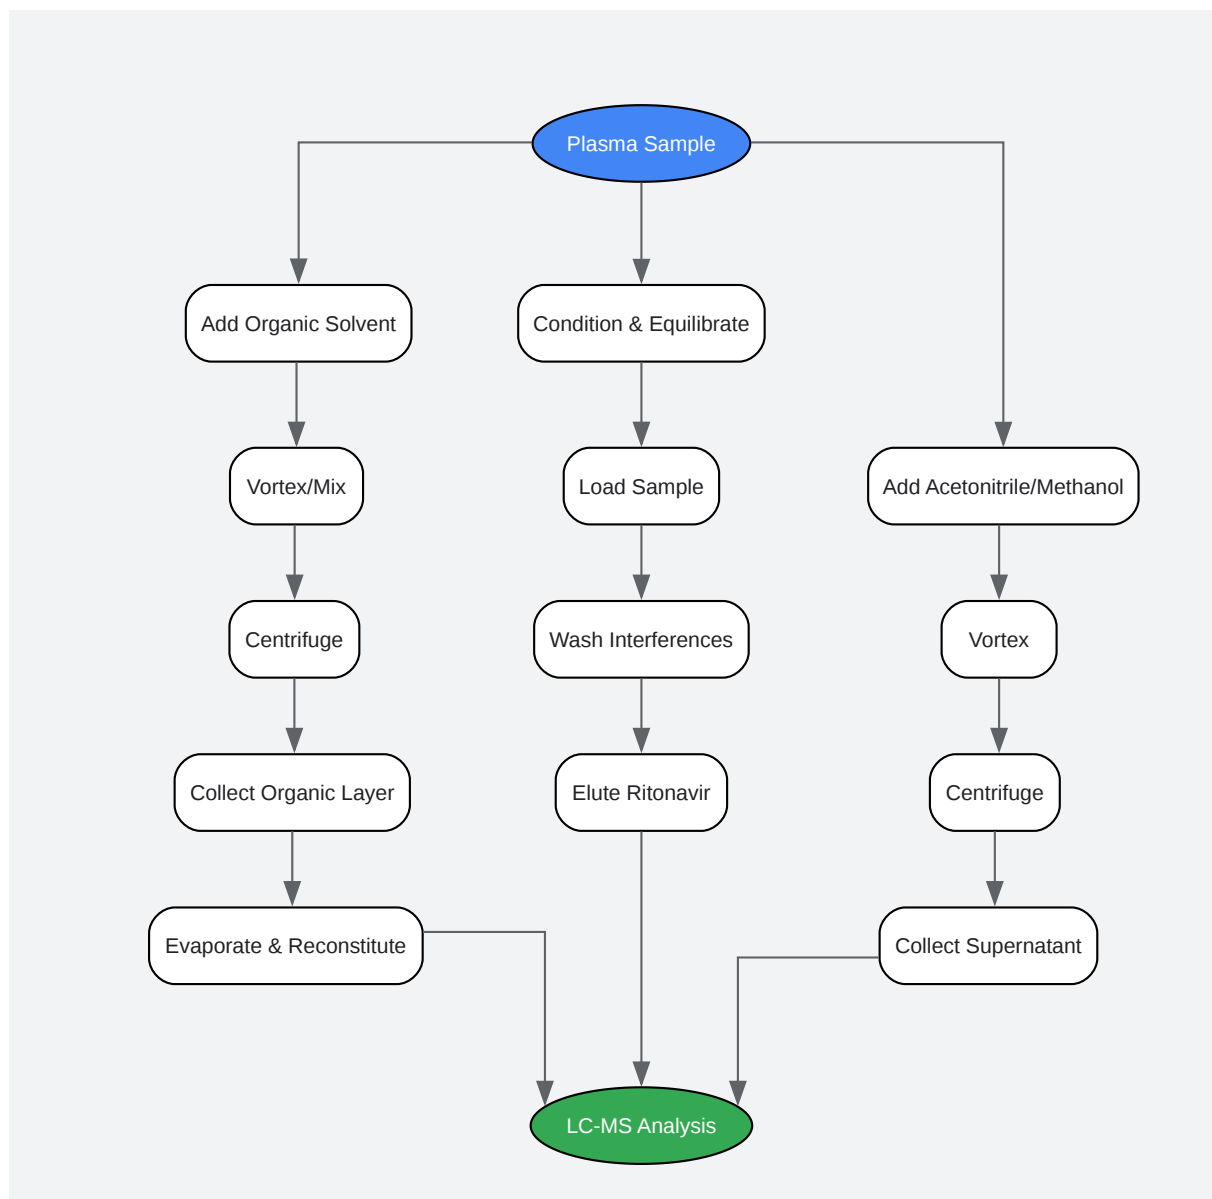 Plasma Sample
Add Organic Solvent
Condition & Equilibrate
Vortex/Mix
Load Sample
Add Acetonitrile/Methanol
Centrifuge
Wash Interferences
Vortex
Collect Organic Layer
Elute Ritonavir
Centrifuge
Evaporate & Reconstitute
Collect Supernatant
LC-MS Analysis